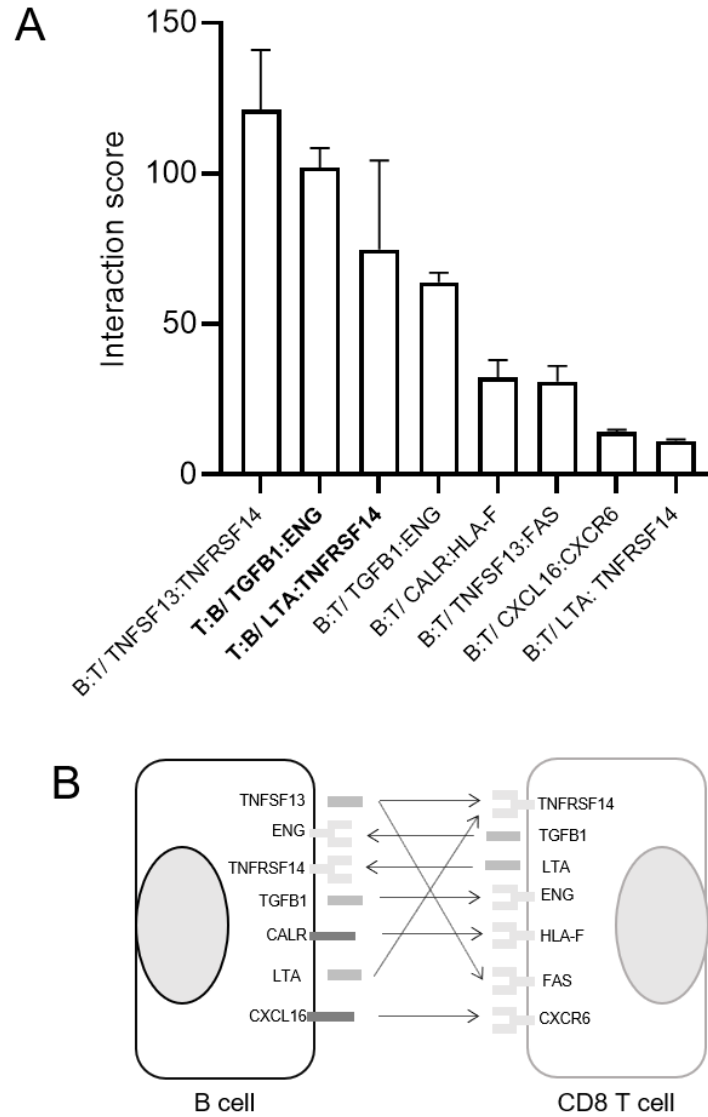 A
Interaction score
150
100
50
0
B:T/ TNFSF13:TNFRSF14
T:B/ TGFB1:ENG
T:B/ LTA:TNFRSF14
B:T/ TGFB1:ENG
B:T/ CALR:HLA-F
B:T/ TNFSF13:FAS
B:T/ CXCL16:CXCR6
B:T/ LTA: TNFRSF14
B
TNFSF13
ENG
TNFRSF14
TGFB1
CALR
LTA
CXCL16
TNFRSF14
TGFB1
LTA
ENG
HLA-F
FAS
CXCR6
B cell
CD8 T cell